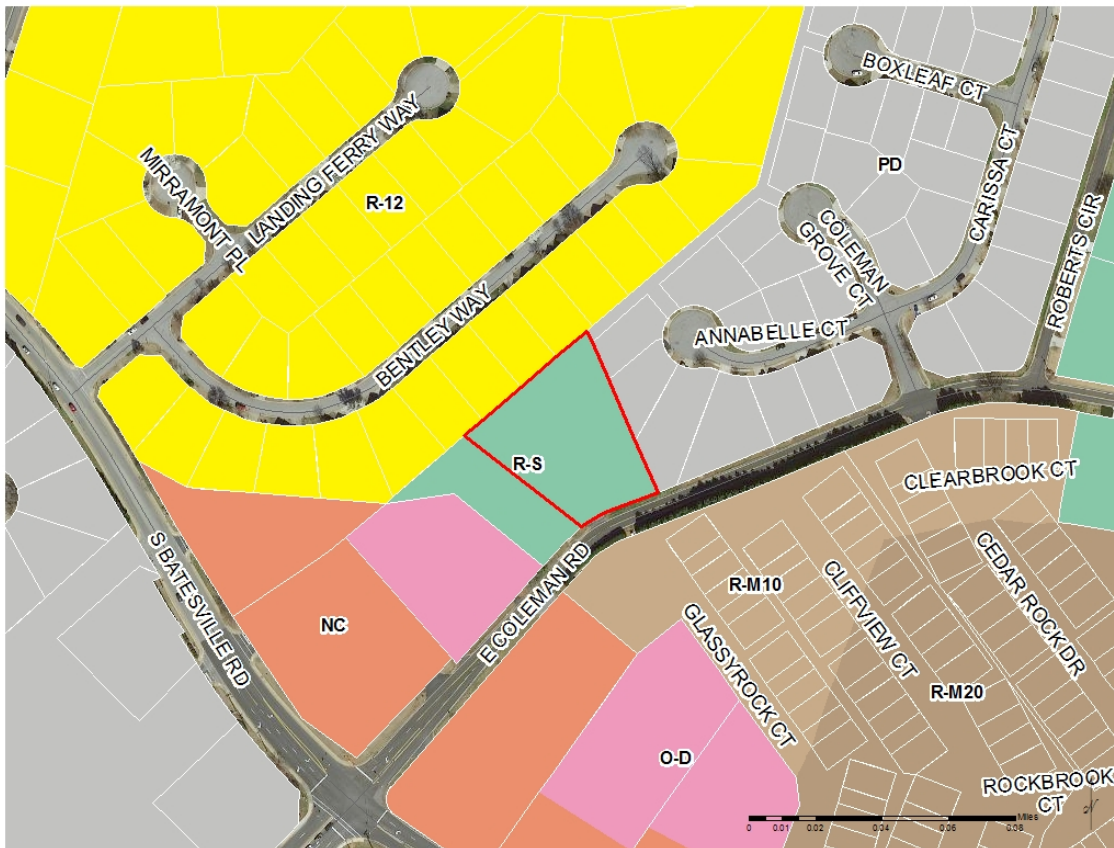 BOXLEAF CT
PD
CARISSA CT
ROBERTS CIR
LANDING FERRY WAY
MIRRAMONT PL
R-12
COLEMAN
GROVE CT
ANNABELLE CT
BENTLEY WAY
R-S
CLEARBROOK CT
CEDAR ROCK DR
R-M10
CLIFFVIEW CT
GLASSYROCK CT
R-M20
E COLEMAN RD
S BATESVILLE RD
NC
O-D
ROCKBROOK
CT
N
Miles
0 0.01 0.02 0.04 0.06 0.08